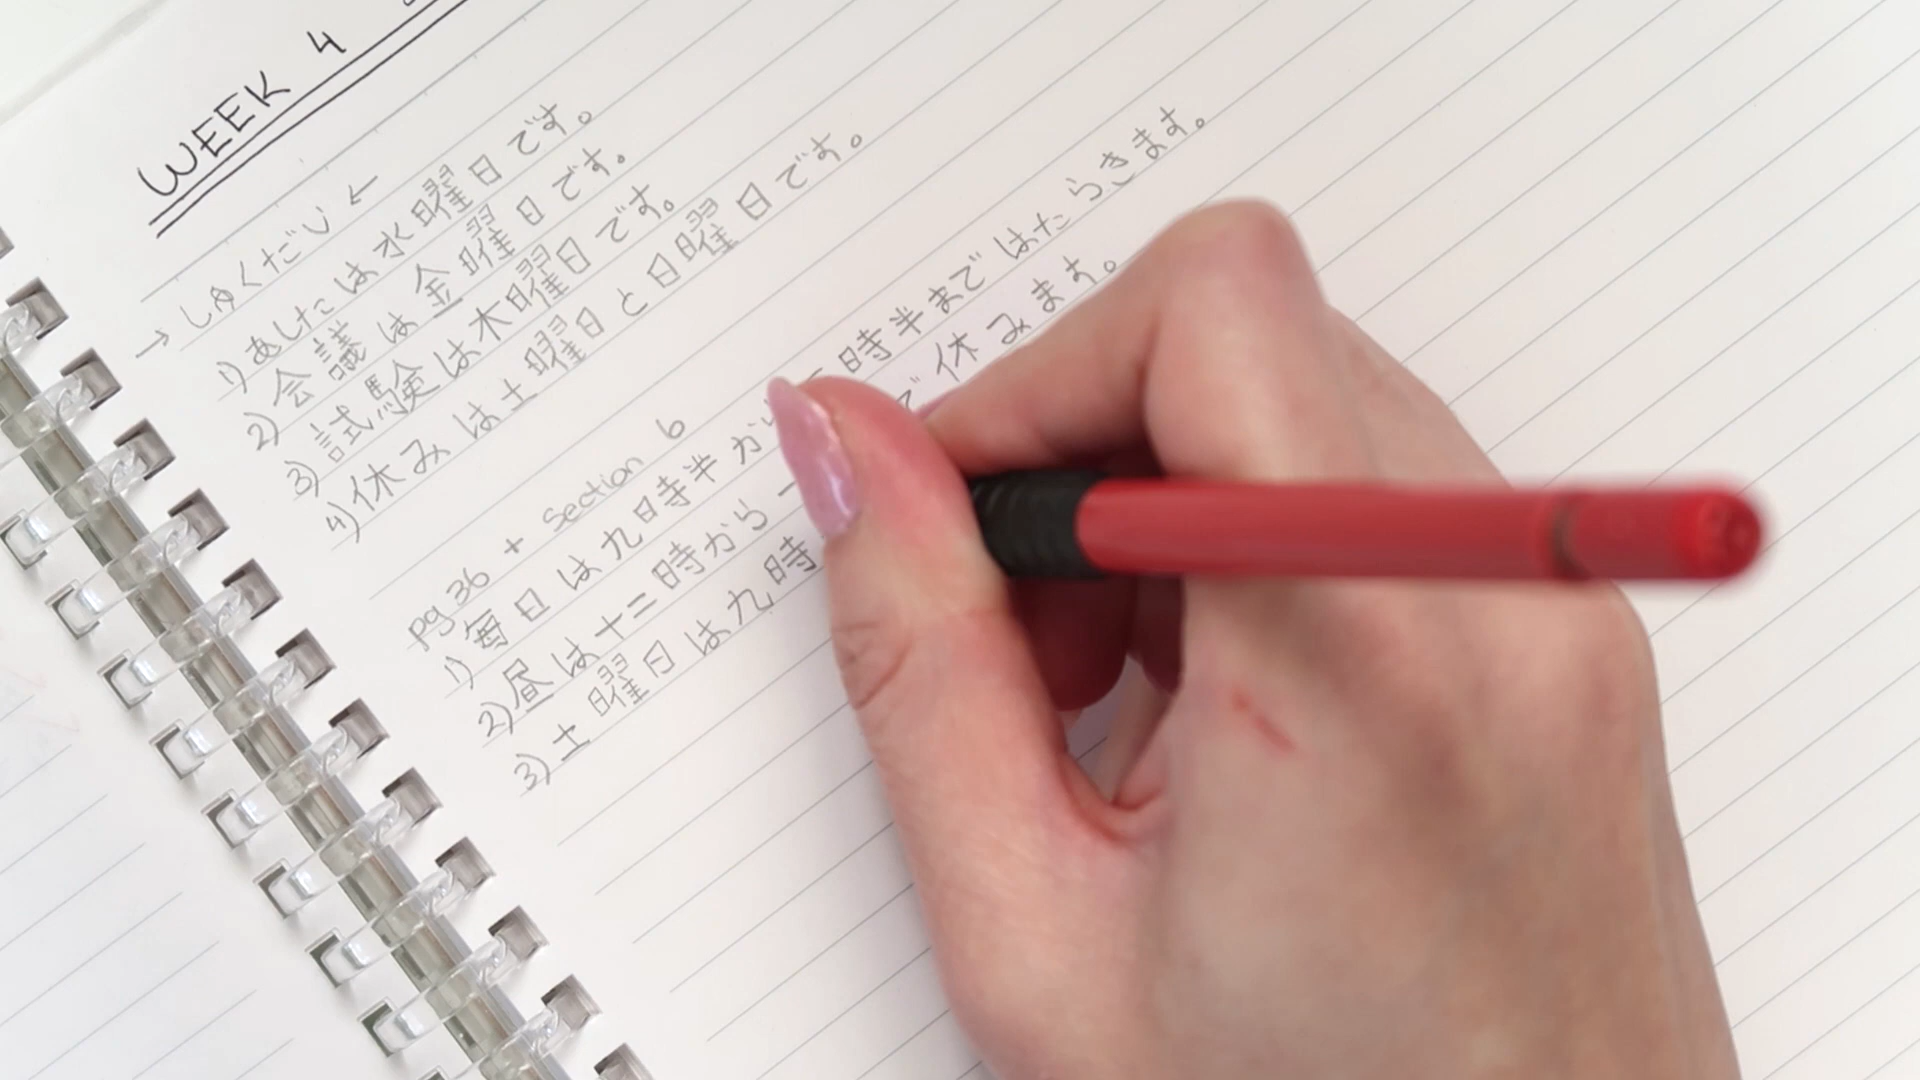 WEEK 4
→ しゅくだい ←
1) あしたは水曜日です。
2) 会議は金曜日です。
3) 試験は木曜日です。
4) 休みは土曜日と日曜日です。
pg 36 + section 6
1) 毎日は九時半か 時半まではたらきます。
2) 昼は十二時から一 で休みます。
3) 土曜日は九時